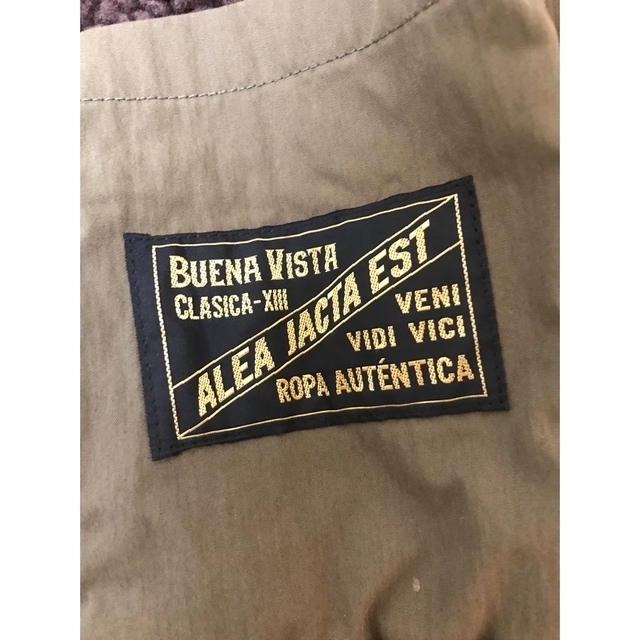 BUENA VISTA
CLASICA-XIII
ALEA JACTA EST
VENI
VIDI VICI
ROPA AUTÉNTICA